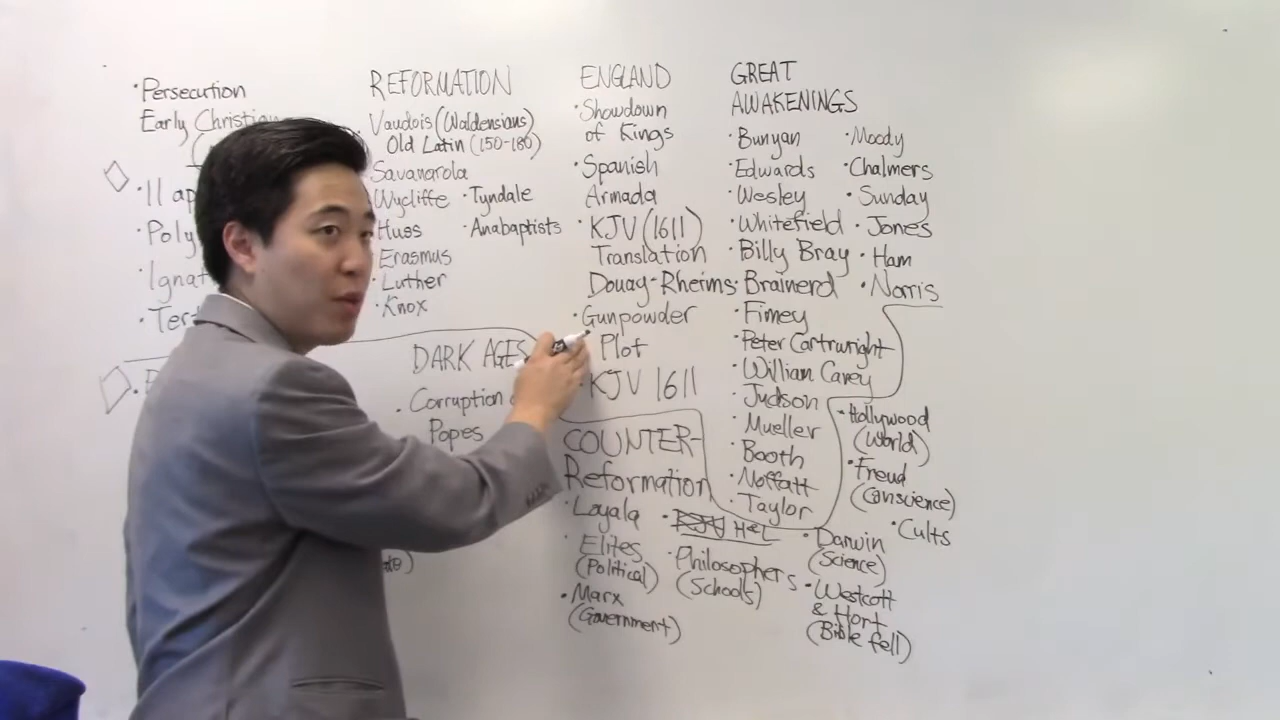 · Persecution
Early Christian
· 11 ap
· Poly
· Ignat
· Tert
REFORMATION
· Vaudois (Waldensians)
Old Latin (150-180)
Savanarola
Wycliffe
Huss
· Erasmus
· Luther
· Knox
· Tyndale
· Anabaptists
DARK AGES
· Corruption
Popes
ENGLAND
· Showdown
of Kings
· Spanish
Armada
· KJV (1611)
Translation
Douay-Rheims
· Gunpowder
Plot
· KJV 1611
COUNTER-
Reformation
· Loyala
· Elites
(Political)
· Marx
(Government)
· KJV H&L
· Philosophers
(Schools)
GREAT
AWAKENINGS
· Bunyan
· Edwards
· Wesley
· Whitefield
· Billy Bray
· Brainerd
· Finney
· Peter Cartwright
· William Carey
· Judson
· Mueller
· Booth
· Moffatt
· Taylor
· Moody
· Chalmers
· Sunday
· Jones
· Ham
· Norris
· Hollywood
(World)
· Freud
(Conscience)
· Cults
· Darwin
(Science)
· Westcott
& Hort
(Bible fell)